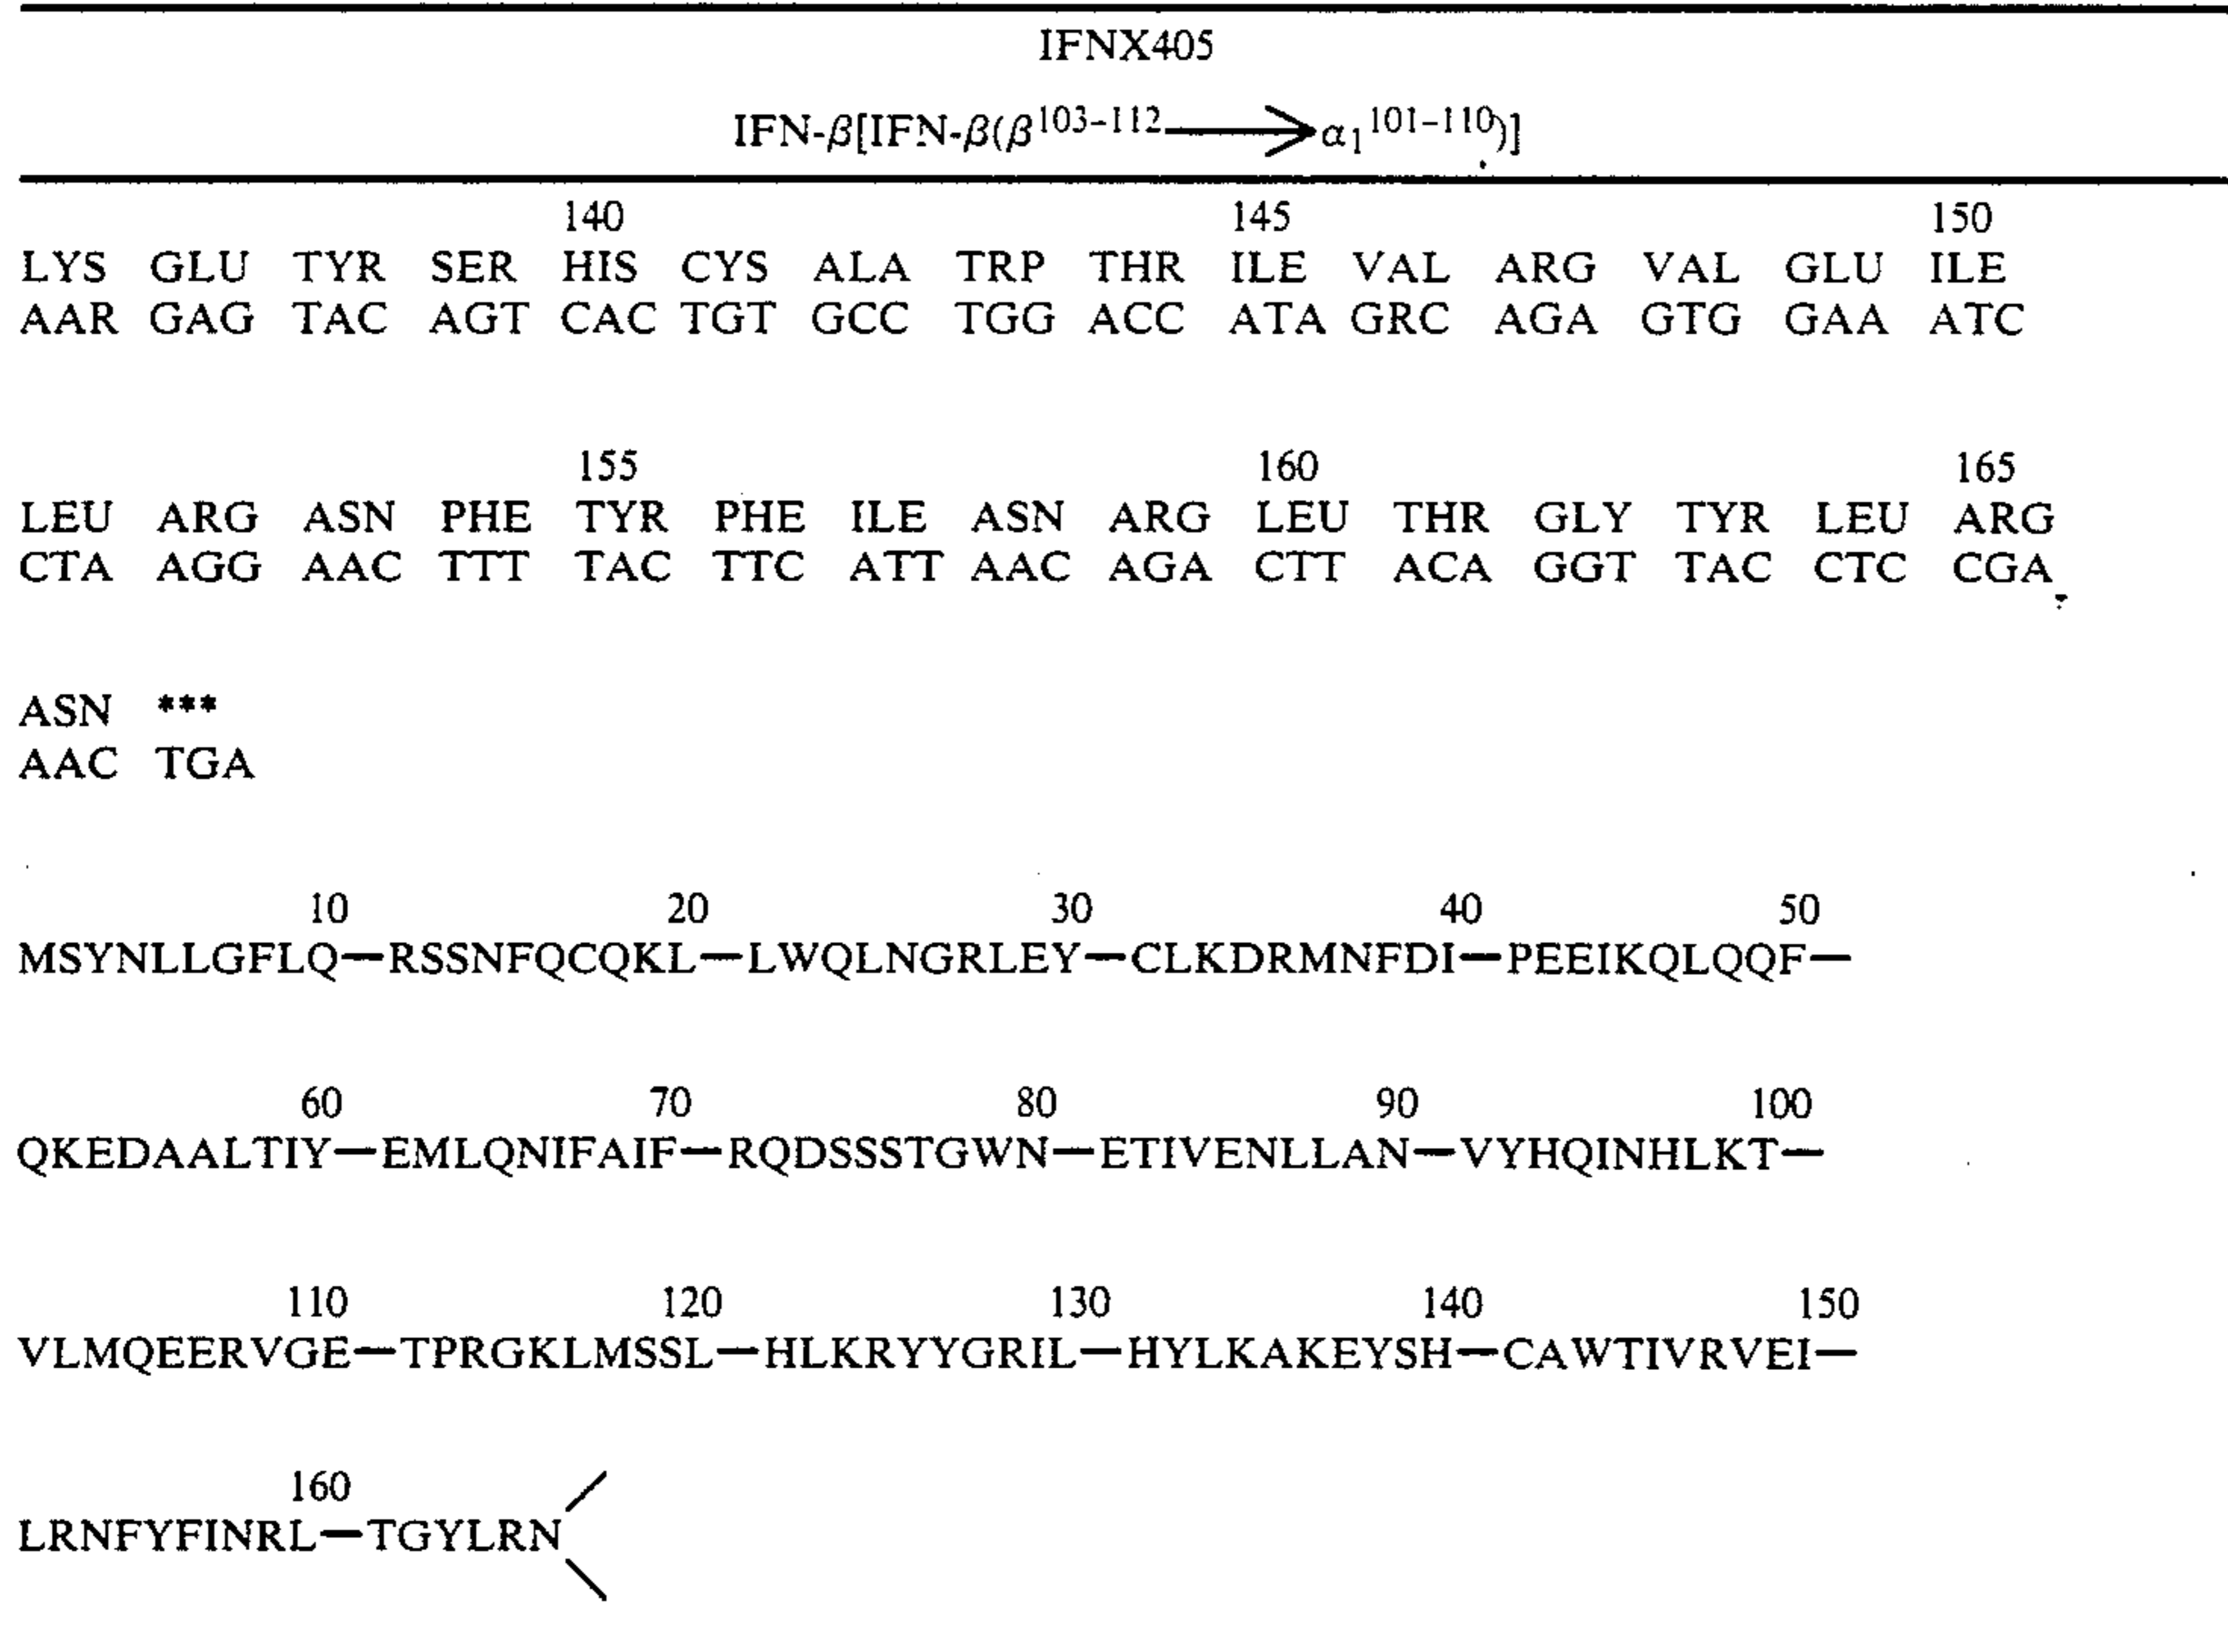 IFNX405
IFN-β[IFN-β(β103-112⟶α1101-110)]
140 145 150
LYS GLU TYR SER HIS CYS ALA TRP THR ILE VAL ARG VAL GLU ILE
AAR GAG TAC AGT CAC TGT GCC TGG ACC ATA GRC AGA GTG GAA ATC
155 160 165
LEU ARG ASN PHE TYR PHE ILE ASN ARG LEU THR GLY TYR LEU ARG
CTA AGG AAC TTT TAC TTC ATT AAC AGA CTT ACA GGT TAC CTC CGA
ASN ***
AAC TGA
10 20 30 40 50
MSYNLLGFLQ—RSSNFQCQKL—LWQLNGRLEY—CLKDRMNFDI—PEEIKQLQQF—
60 70 80 90 100
QKEDAALTIY—EMLQNIFAIF—RQDSSSTGWN—ETIVENLLAN—VYHQINHLKT—
110 120 130 140 150
VLMQEERVGE—TPRGKLMSSL—HLKRYYGRIL—HYLKAKEYSH—CAWTIVRVEI—
160
LRNFYFINRL—TGYLRN